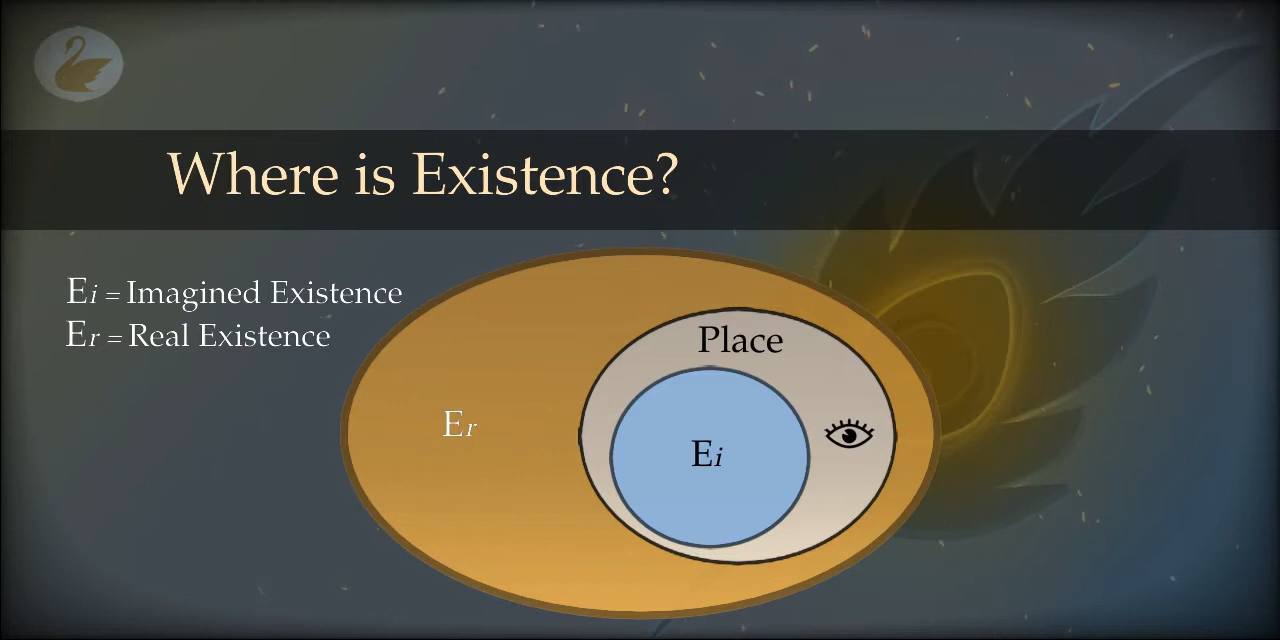 Where is Existence?
Ei = Imagined Existence
Er = Real Existence
Place
Er
Ei